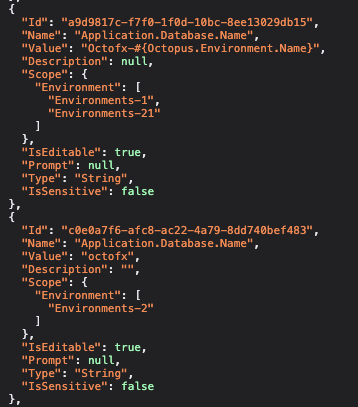 {
"Id": "a9d9817c-f7f0-1f0d-10bc-8ee13029db15",
"Name": "Application.Database.Name",
"Value": "Octofx-#{Octopus.Environment.Name}",
"Description": null,
"Scope": {
"Environment": [
"Environments-1",
"Environments-21"
]
},
"IsEditable": true,
"Prompt": null,
"Type": "String",
"IsSensitive": false
},
{
"Id": "c0e0a7f6-afc8-ac22-4a79-8dd740bef483",
"Name": "Application.Database.Name",
"Value": "octofx",
"Description": "",
"Scope": {
"Environment": [
"Environments-2"
]
},
"IsEditable": true,
"Prompt": null,
"Type": "String",
"IsSensitive": false
},